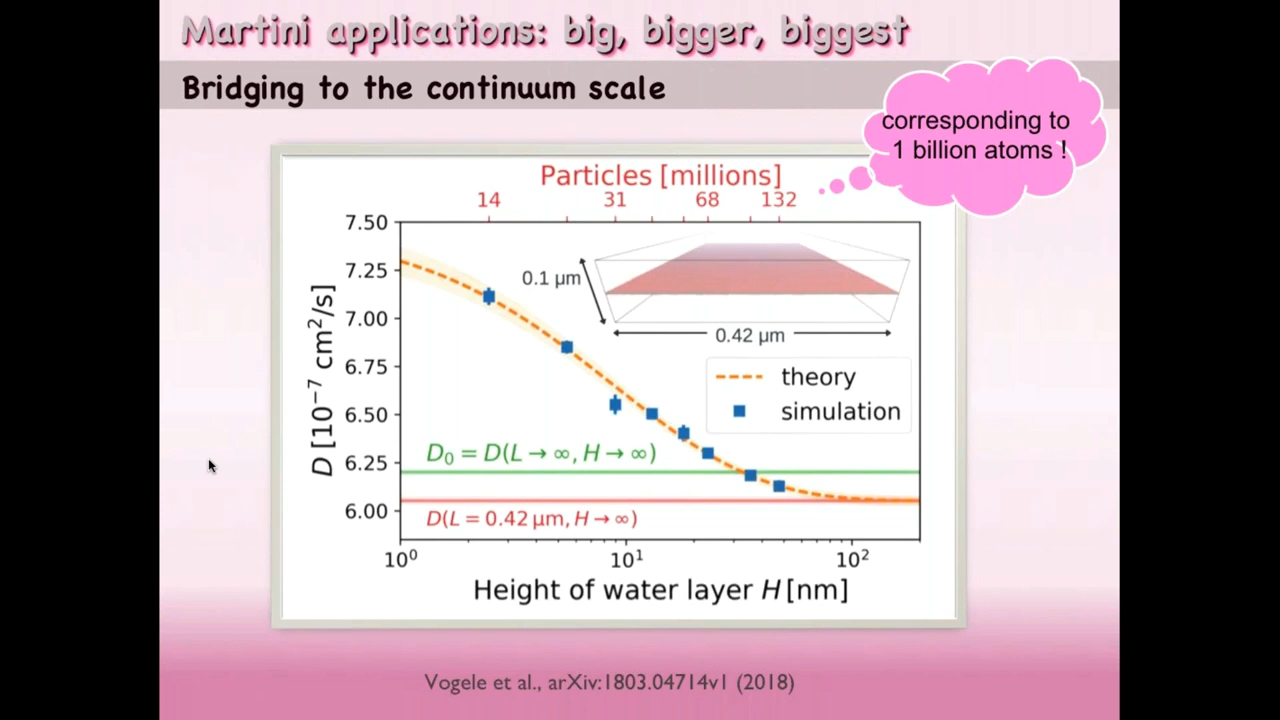 Martini applications: big, bigger, biggest
Bridging to the continuum scale
corresponding to
1 billion atoms !
Particles [millions]
14 31 68 132
7.50
7.25
7.00
6.75
6.50
6.25
6.00
D [10⁻⁷ cm²/s]
0.1 μm
0.42 μm
theory
simulation
D₀ = D(L → ∞, H → ∞)
D(L = 0.42 μm, H → ∞)
10⁰ 10¹ 10²
Height of water layer H [nm]
Vogele et al., arXiv:1803.04714v1 (2018)